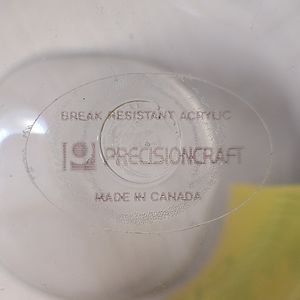 BREAK RESISTANT ACRYLIC
PRECISIONCRAFT
MADE IN CANADA